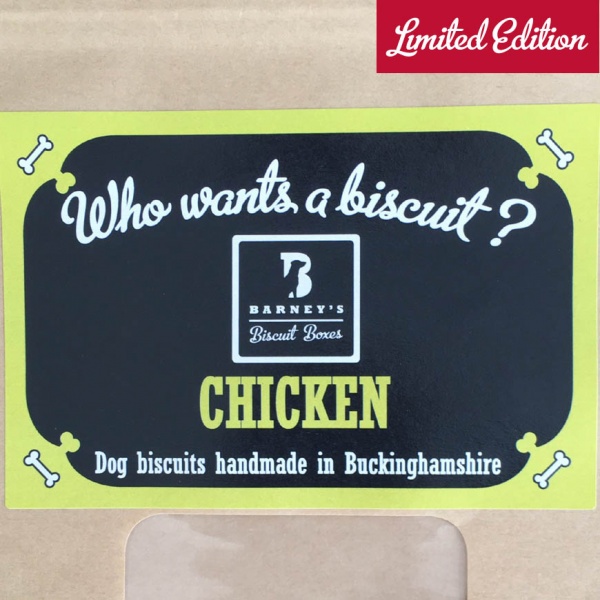 Limited Edition
Who wants a biscuit?
B
BARNEY'S
Biscuit Boxes
CHICKEN
Dog biscuits handmade in Buckinghamshire